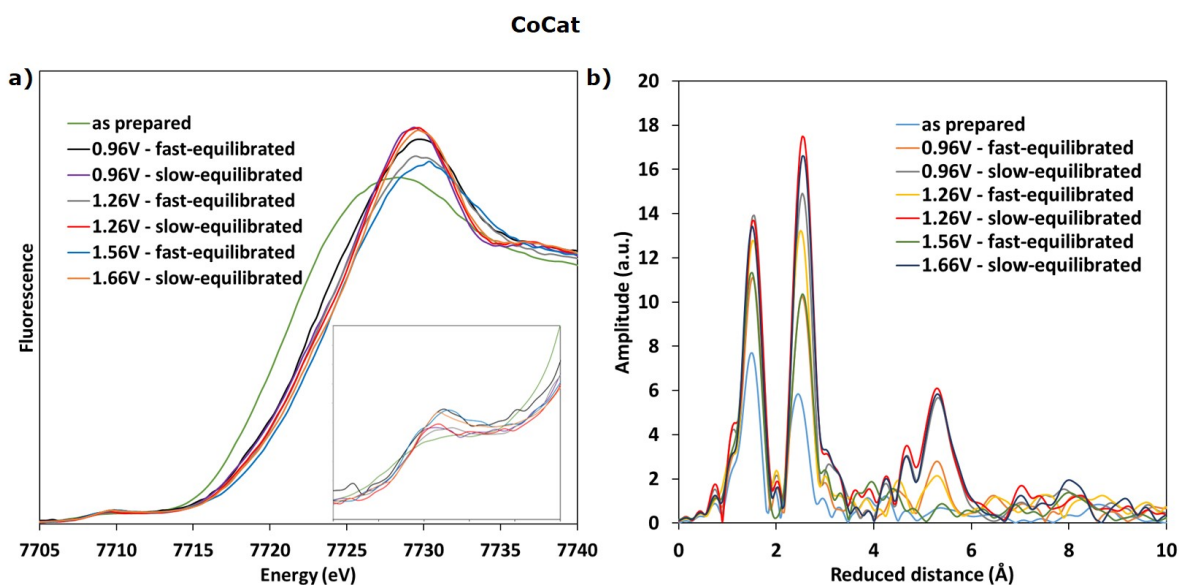 CoCat
a)
as prepared
0.96V - fast-equilibrated
0.96V - slow-equilibrated
1.26V - fast-equilibrated
1.26V - slow-equilibrated
1.56V - fast-equilibrated
1.66V - slow-equilibrated
Fluorescence
7705 7710 7715 7720 7725 7730 7735 7740
Energy (eV)
b)
as prepared
0.96V - fast-equilibrated
0.96V - slow-equilibrated
1.26V - fast-equilibrated
1.26V - slow-equilibrated
1.56V - fast-equilibrated
1.66V - slow-equilibrated
Amplitude (a.u.)
20
18
16
14
12
10
8
6
4
2
0
0 2 4 6 8 10
Reduced distance (Å)